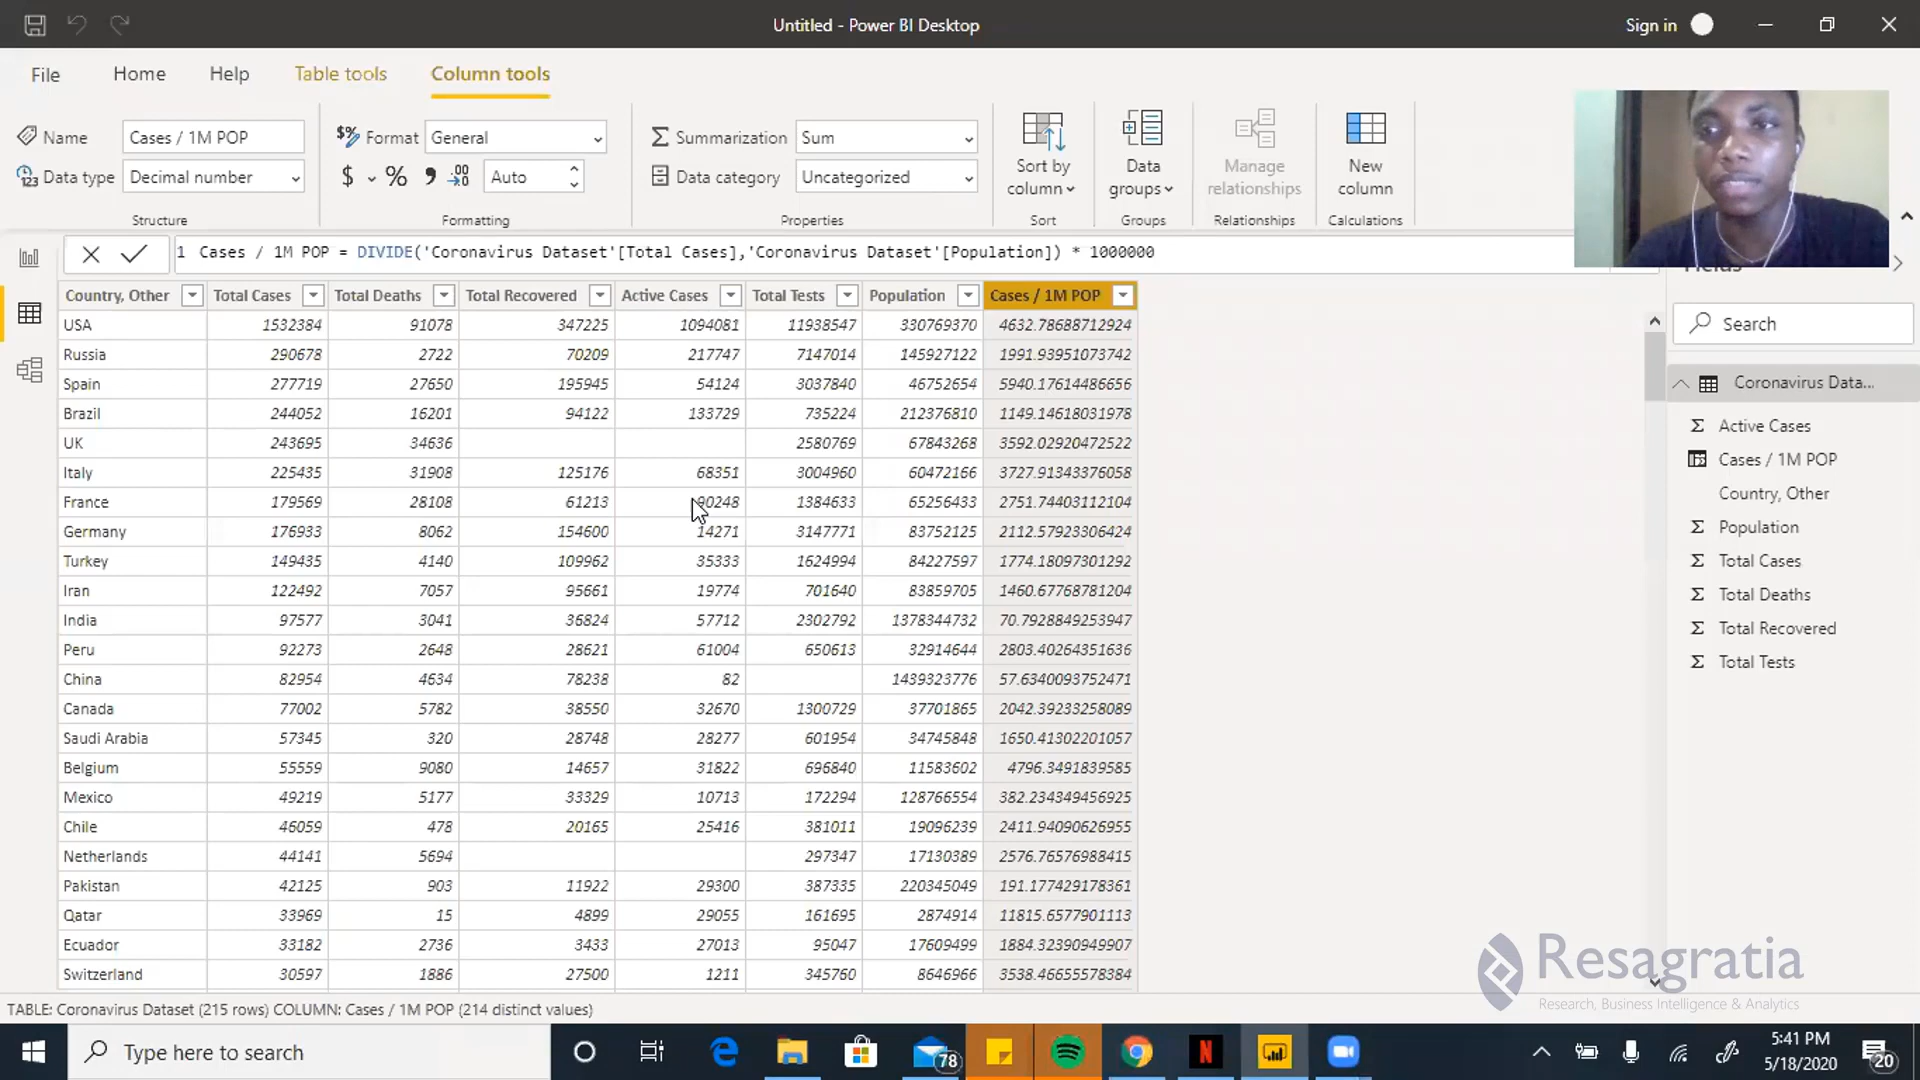 Untitled - Power BI Desktop
Sign in
File Home Help Table tools Column tools
Name Cases / 1M POP
Data type Decimal number
Structure
Format General
$ % , Auto
Formatting
Summarization Sum
Data category Uncategorized
Properties
Sort by column
Sort
Data groups
Groups
Manage relationships
Relationships
New column
Calculations
1 Cases / 1M POP = DIVIDE('Coronavirus Dataset'[Total Cases],'Coronavirus Dataset'[Population]) * 1000000
Country, Other Total Cases Total Deaths Total Recovered Active Cases Total Tests Population Cases / 1M POP
USA 1532384 91078 347225 1094081 11938547 330769370 4632.78688712924
Russia 290678 2722 70209 217747 7147014 145927122 1991.93951073742
Spain 277719 27650 195945 54124 3037840 46752654 5940.17614486656
Brazil 244052 16201 94122 133729 735224 212376810 1149.14618031978
UK 243695 34636 2580769 67843268 3592.02920472522
Italy 225435 31908 125176 68351 3004960 60472166 3727.91343376058
France 179569 28108 61213 90248 1384633 65256433 2751.74403112104
Germany 176933 8062 154600 14271 3147771 83752125 2112.57923306424
Turkey 149435 4140 109962 35333 1624994 84227597 1774.18097301292
Iran 122492 7057 95661 19774 701640 83859705 1460.67768781204
India 97577 3041 36824 57712 2302792 1378344732 70.7928849253947
Peru 92273 2648 28621 61004 650613 32914644 2803.40264351636
China 82954 4634 78238 82 1439323776 57.6340093752471
Canada 77002 5782 38550 32670 1300729 37701865 2042.39233258089
Saudi Arabia 57345 320 28748 28277 601954 34745848 1650.41302201057
Belgium 55559 9080 14657 31822 696840 11583602 4796.3491839585
Mexico 49219 5177 33329 10713 172294 128766554 382.234349456925
Chile 46059 478 20165 25416 381011 19096239 2411.94090626955
Netherlands 44141 5694 297347 17130389 2576.76576988415
Pakistan 42125 903 11922 29300 387335 220345049 191.177429178361
Qatar 33969 15 4899 29055 161695 2874914 11815.6577901113
Ecuador 33182 2736 3433 27013 95047 17609499 1884.32390949907
Switzerland 30597 1886 27500 1211 345760 8646966 3538.46655578384
Search
Coronavirus Data...
Active Cases
Cases / 1M POP
Country, Other
Population
Total Cases
Total Deaths
Total Recovered
Total Tests
Resagratia
Research, Business Intelligence & Analytics
TABLE: Coronavirus Dataset (215 rows) COLUMN: Cases / 1M POP (214 distinct values)
Type here to search
78
5:41 PM
5/18/2020
20